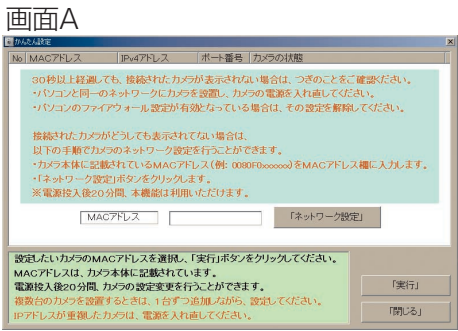 画面A
かんたん設定
No MACアドレス IPv4アドレス ポート番号 カメラの状態
30秒以上経過しても、接続されたカメラが表示されない場合は、つぎのことをご確認ください。
・パソコンと同一のネットワークにカメラを設置し、カメラの電源を入れ直してください。
・パソコンのファイアウォール設定が有効となっている場合は、その設定を解除してください。
接続されたカメラがどうしても表示されてない場合は、
以下の手順でカメラのネットワーク設定を行うことができます。
・カメラ本体に記載されているMACアドレス(例: 0080F0xxxxxx)をMACアドレス欄に入力します。
・「ネットワーク設定」ボタンをクリックします。
※電源投入後20分間、本機能は利用いただけます。
MACアドレス 「ネットワーク設定」
設定したいカメラのMACアドレスを選択し、「実行」ボタンをクリックしてください。
MACアドレスは、カメラ本体に記載されています。
電源投入後20分間、カメラの設定変更を行うことができます。
複数台のカメラを設置するときは、1台ずつ追加しながら、設定してください。
IPアドレスが重複したカメラは、電源を入れ直してください。
「実行」
「閉じる」